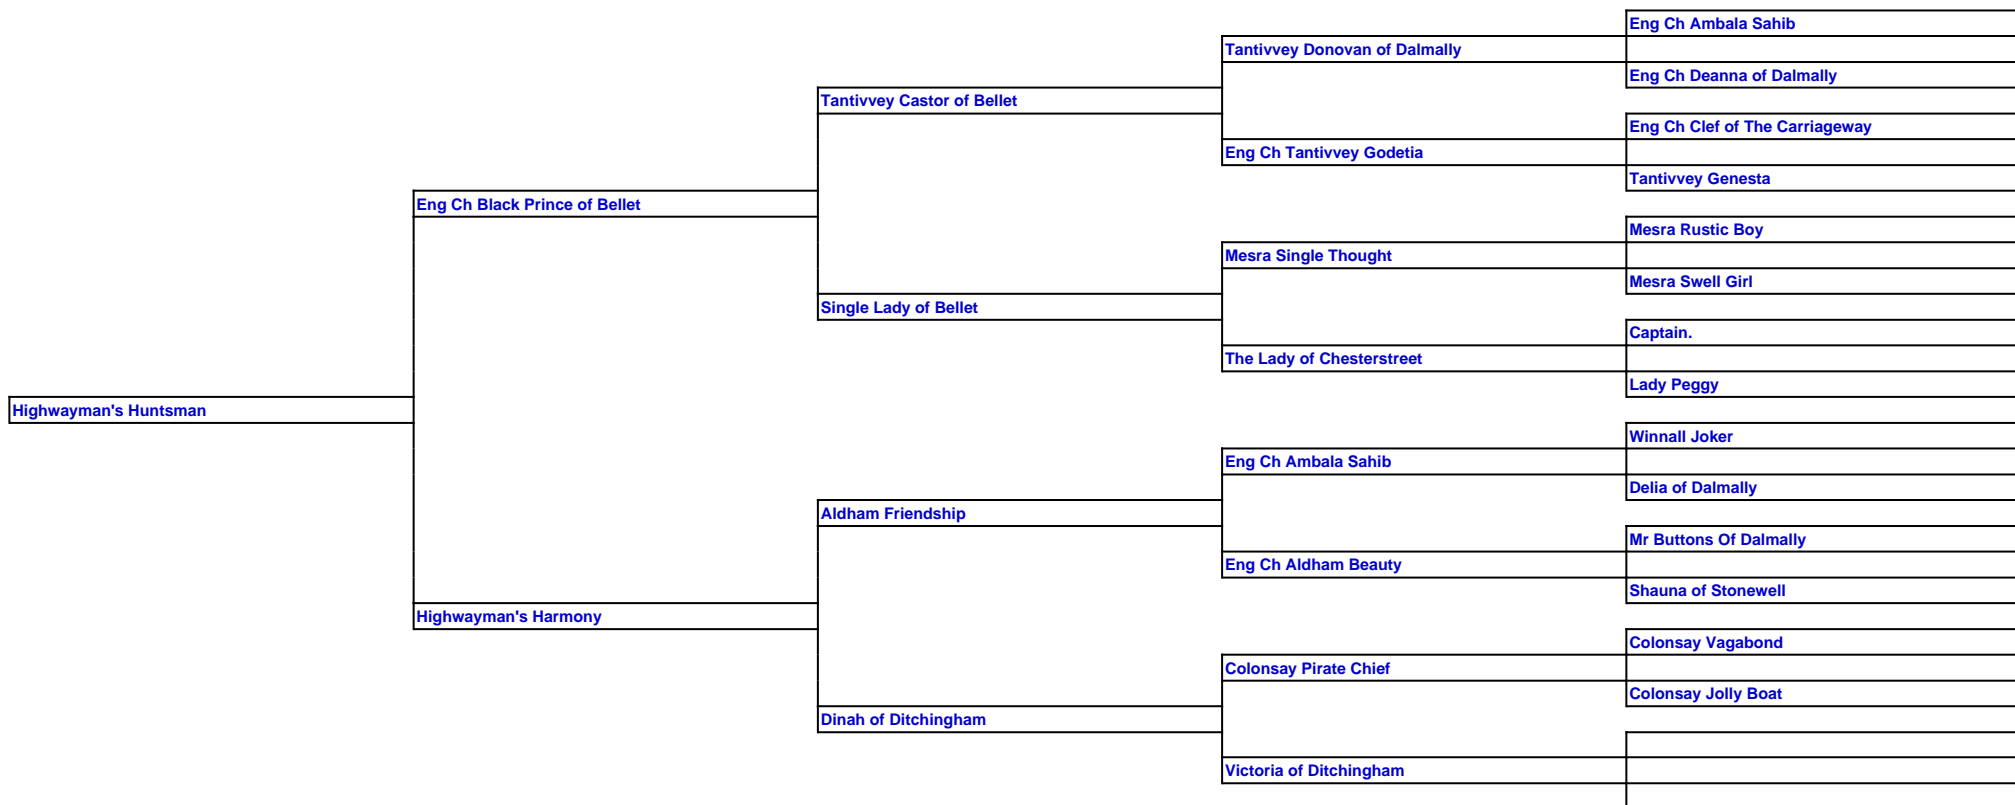 Eng Ch Ambala Sahib
Tantivvey Donovan of Dalmally
Eng Ch Deanna of Dalmally
Tantivvey Castor of Bellet
Eng Ch Clef of The Carriageway
Eng Ch Tantivvey Godetia
Tantivvey Genesta
Eng Ch Black Prince of Bellet
Mesra Rustic Boy
Mesra Single Thought
Mesra Swell Girl
Single Lady of Bellet
Captain.
The Lady of Chesterstreet
Lady Peggy
Highwayman's Huntsman
Winnall Joker
Eng Ch Ambala Sahib
Delia of Dalmally
Aldham Friendship
Mr Buttons Of Dalmally
Eng Ch Aldham Beauty
Shauna of Stonewell
Highwayman's Harmony
Colonsay Vagabond
Colonsay Pirate Chief
Colonsay Jolly Boat
Dinah of Ditchingham
Victoria of Ditchingham